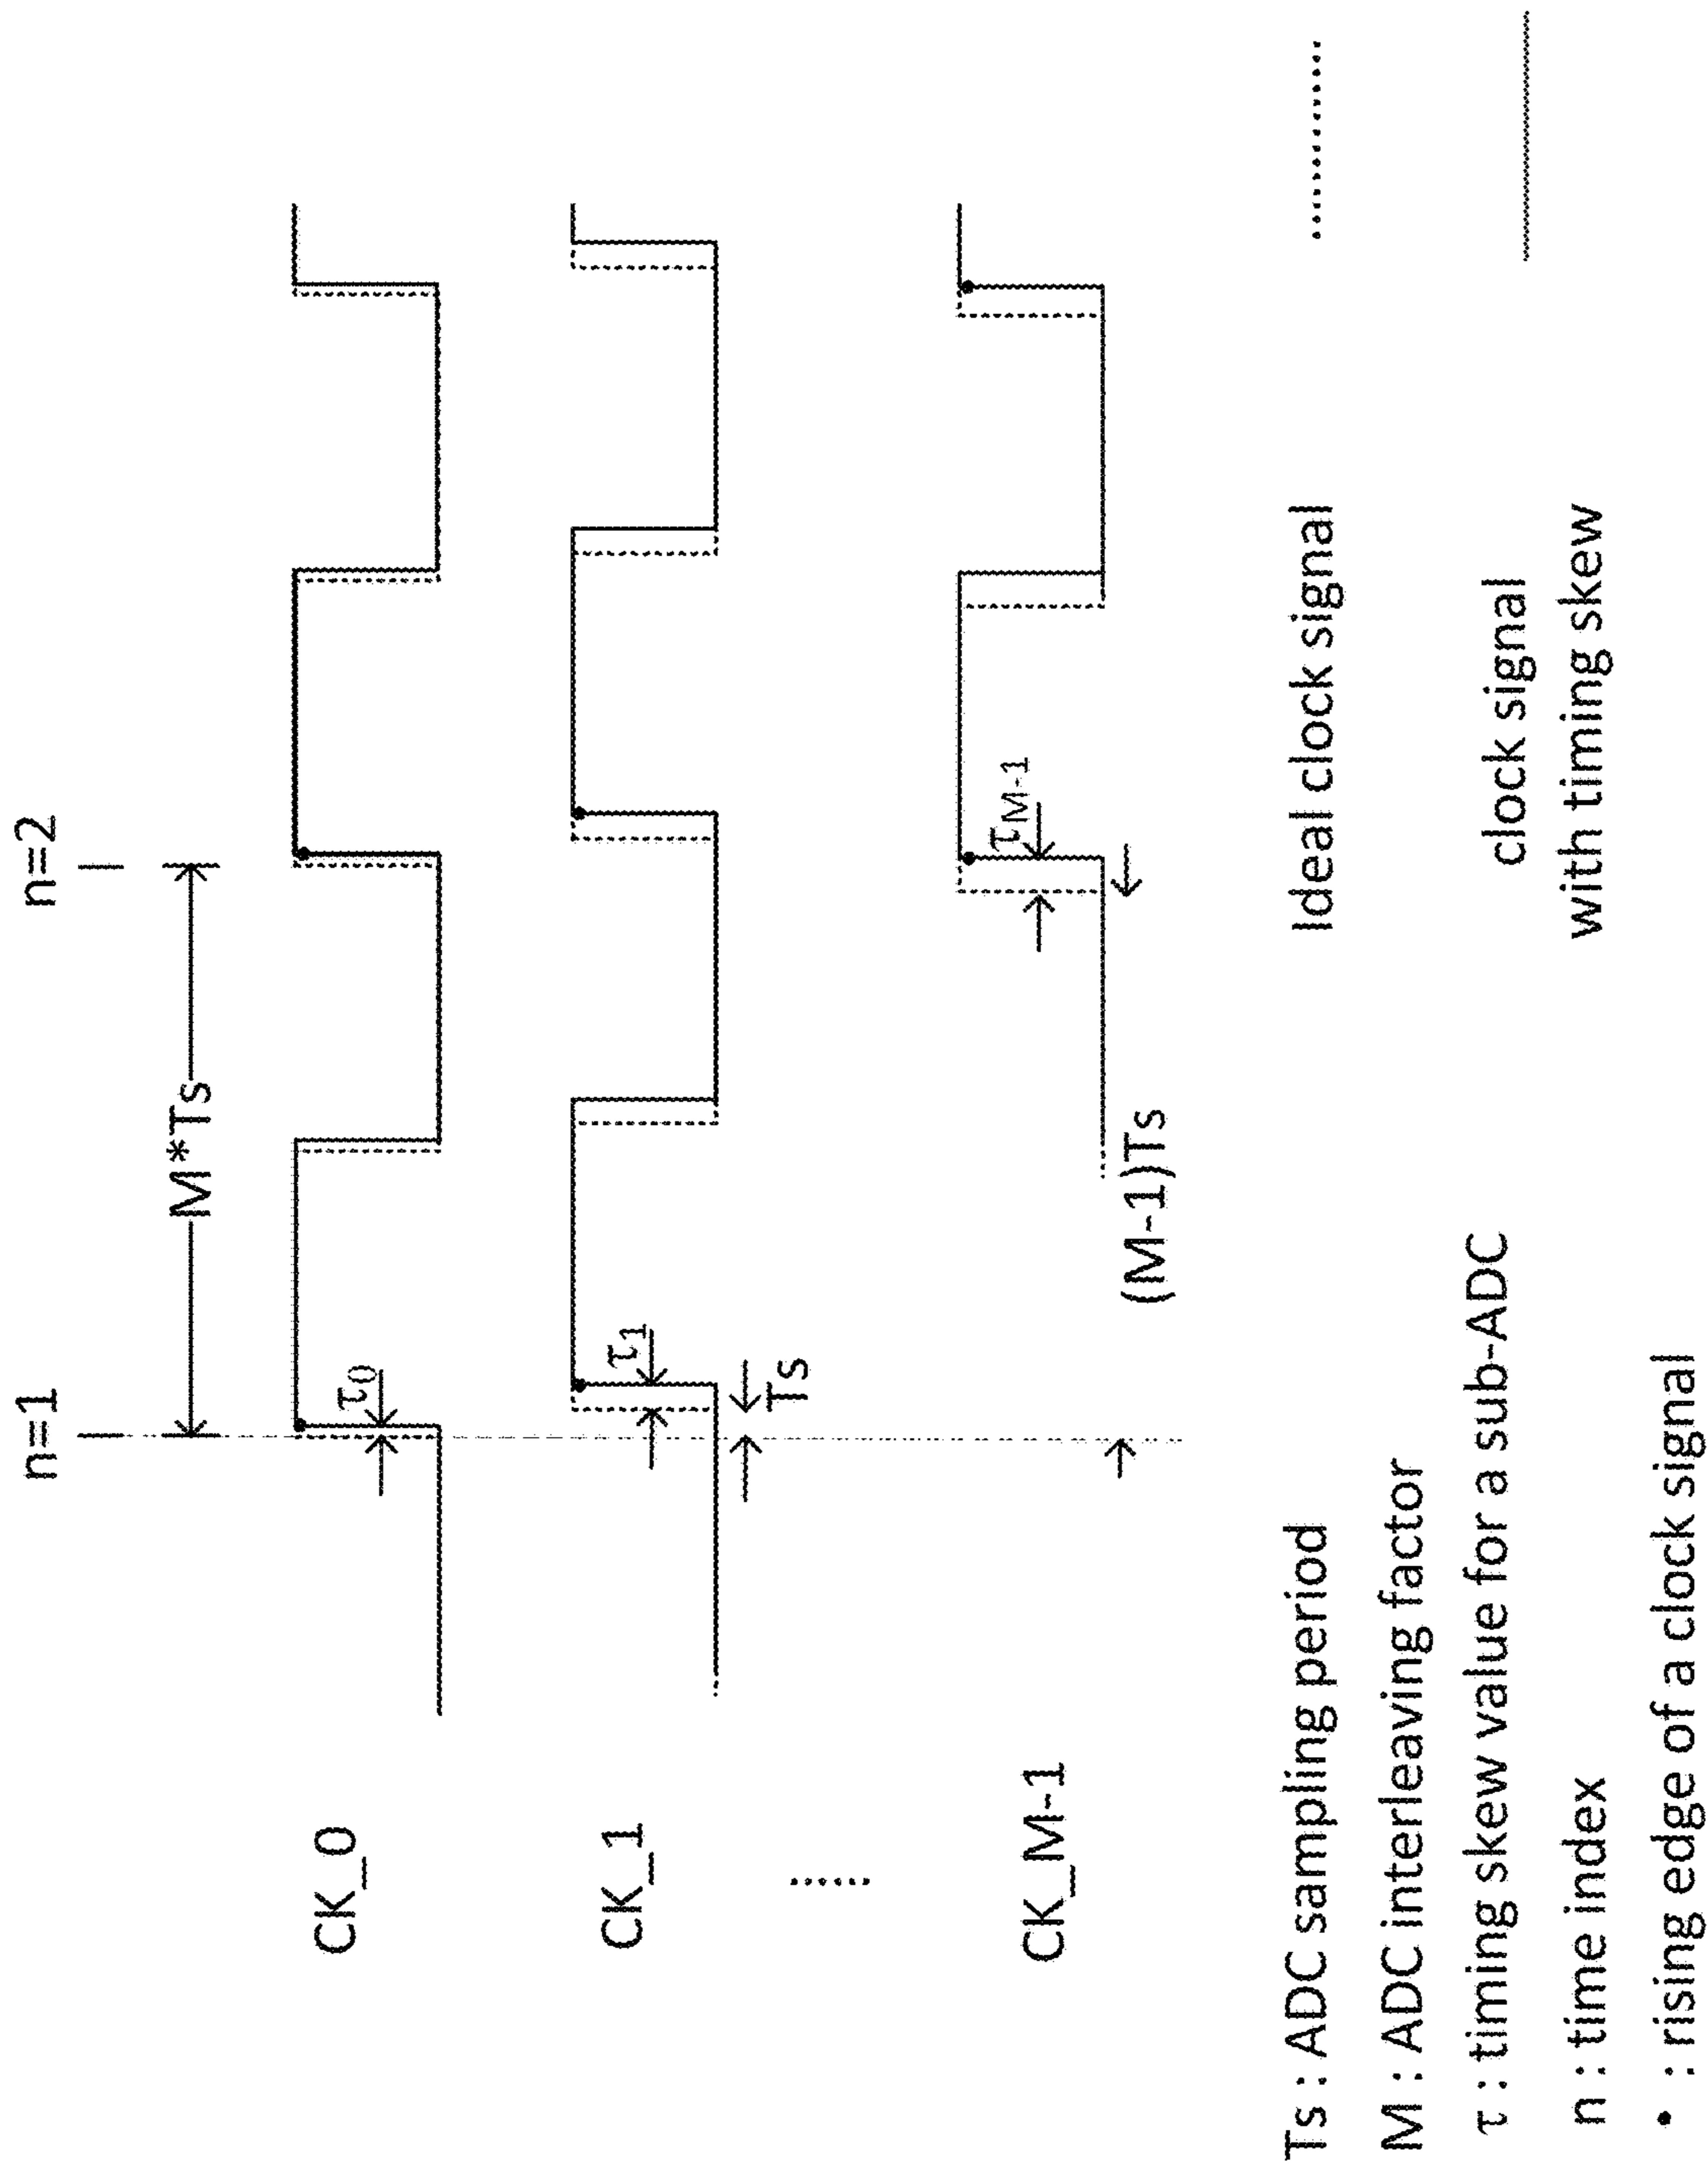 n=1
n=2
M*Ts
CK_0
τ0
CK_1
τ1
Ts
......
CK_M-1
τM-1
(M-1)Ts
Ts : ADC sampling period
M : ADC interleaving factor
τ : timing skew value for a sub-ADC
n : time index
• : rising edge of a clock signal
Ideal clock signal
clock signal
with timing skew